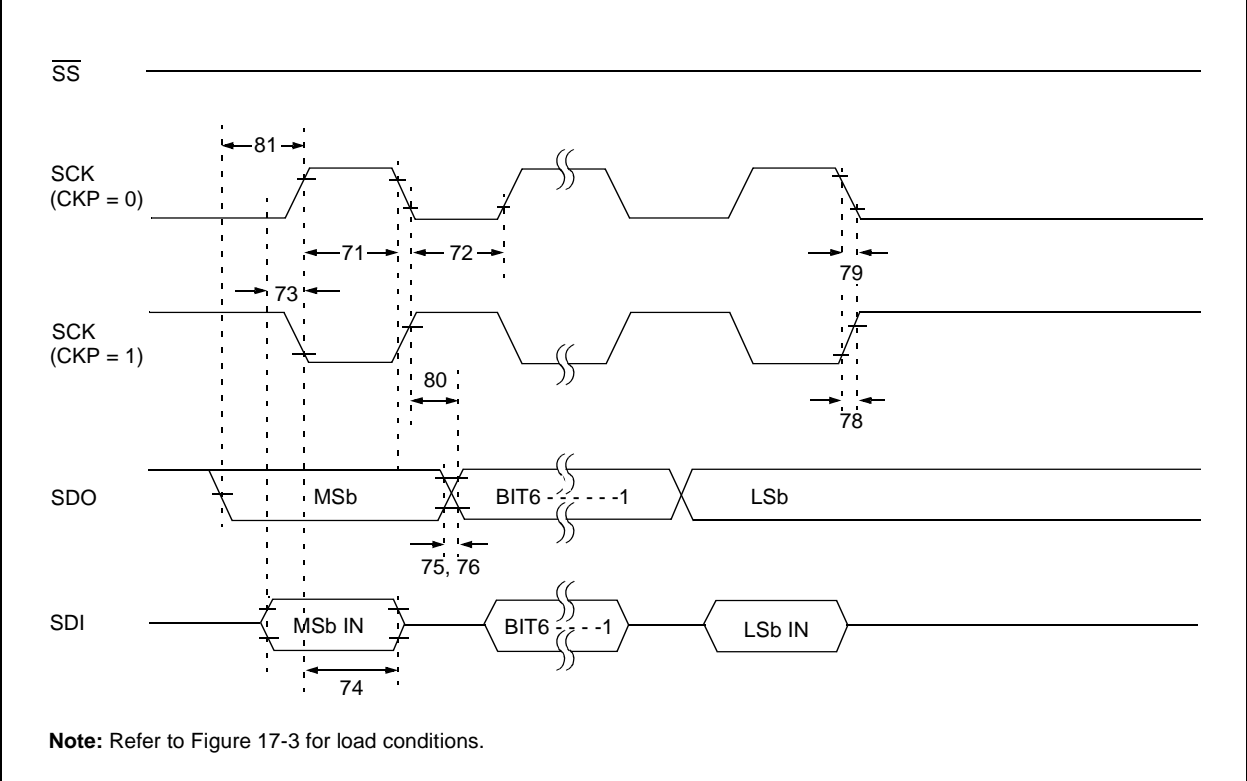 SS
81
SCK
(CKP = 0)
71
72
79
73
SCK
(CKP = 1)
80
78
SDO
MSb
BIT6 - - - - - -1
LSb
75, 76
SDI
MSb IN
BIT6 - - - -1
LSb IN
74
Note: Refer to Figure 17-3 for load conditions.